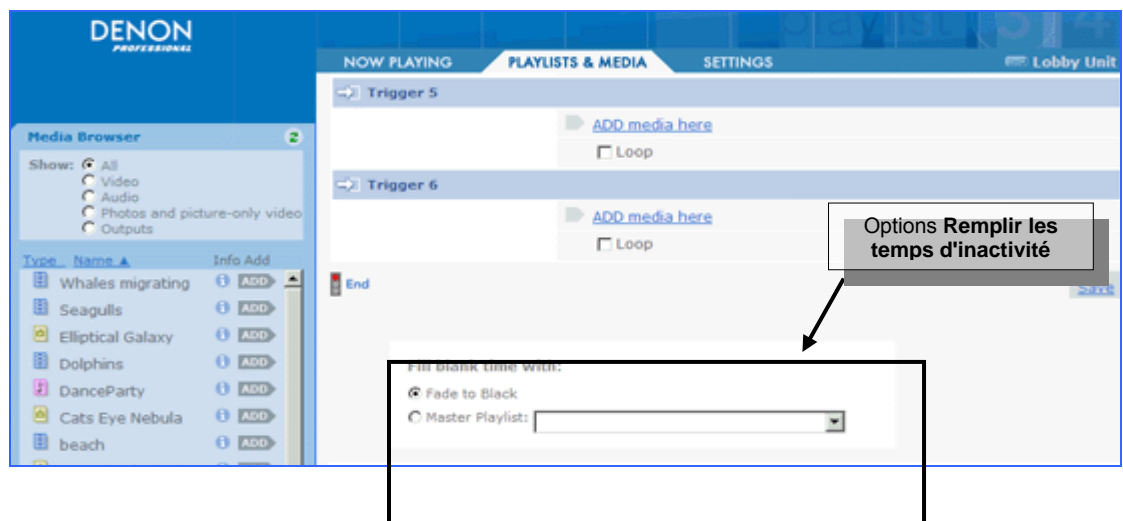 DENON
PROFESSIONAL
playlist 3 4
NOW PLAYING PLAYLISTS & MEDIA SETTINGS Lobby Unit
Trigger 5
ADD media here
Loop
Trigger 6
ADD media here
Loop
End
Save
Options Remplir les
temps d'inactivité
Media Browser
Show: All
Video
Audio
Photos and picture-only video
Outputs
Type Name ▲ Info Add
Whales migrating ADD
Seagulls ADD
Elliptical Galaxy ADD
Dolphins ADD
DanceParty ADD
Cats Eye Nebula ADD
beach ADD
Fill blank time with:
Fade to Black
Master Playlist: